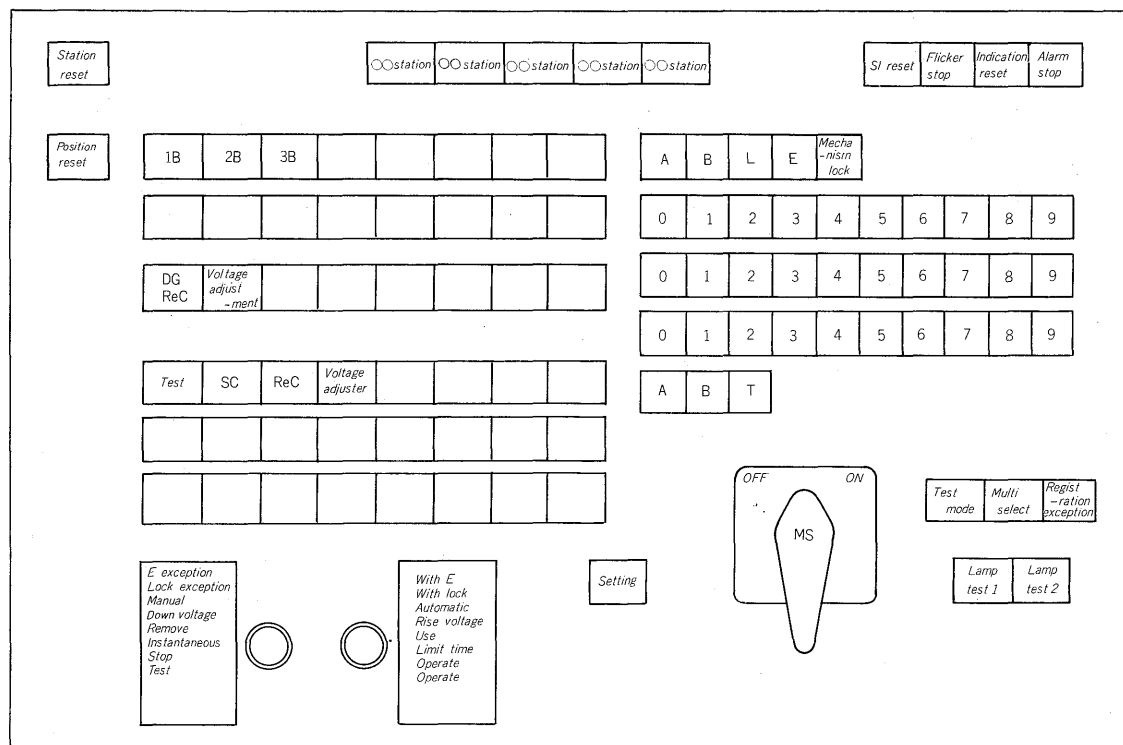 Station
reset
○○station ○○station ○○station ○○station ○○station
SI reset
Flicker
stop
Indication
reset
Alarm
stop
Position
reset
1B 2B 3B
A B L E
Mecha
-nism
lock
0 1 2 3 4 5 6 7 8 9
DG
ReC
Voltage
adjust
-ment
0 1 2 3 4 5 6 7 8 9
0 1 2 3 4 5 6 7 8 9
Test SC ReC
Voltage
adjuster
A B T
OFF ON
MS
Test
mode
Multi
select
Regist
-ration
exception
E exception
Lock exception
Manual
Down voltage
Remove
Instantaneous
Stop
Test
With E
With lock
Automatic
Rise voltage
Use
Limit time
Operate
Operate
Setting
Lamp
test 1
Lamp
test 2